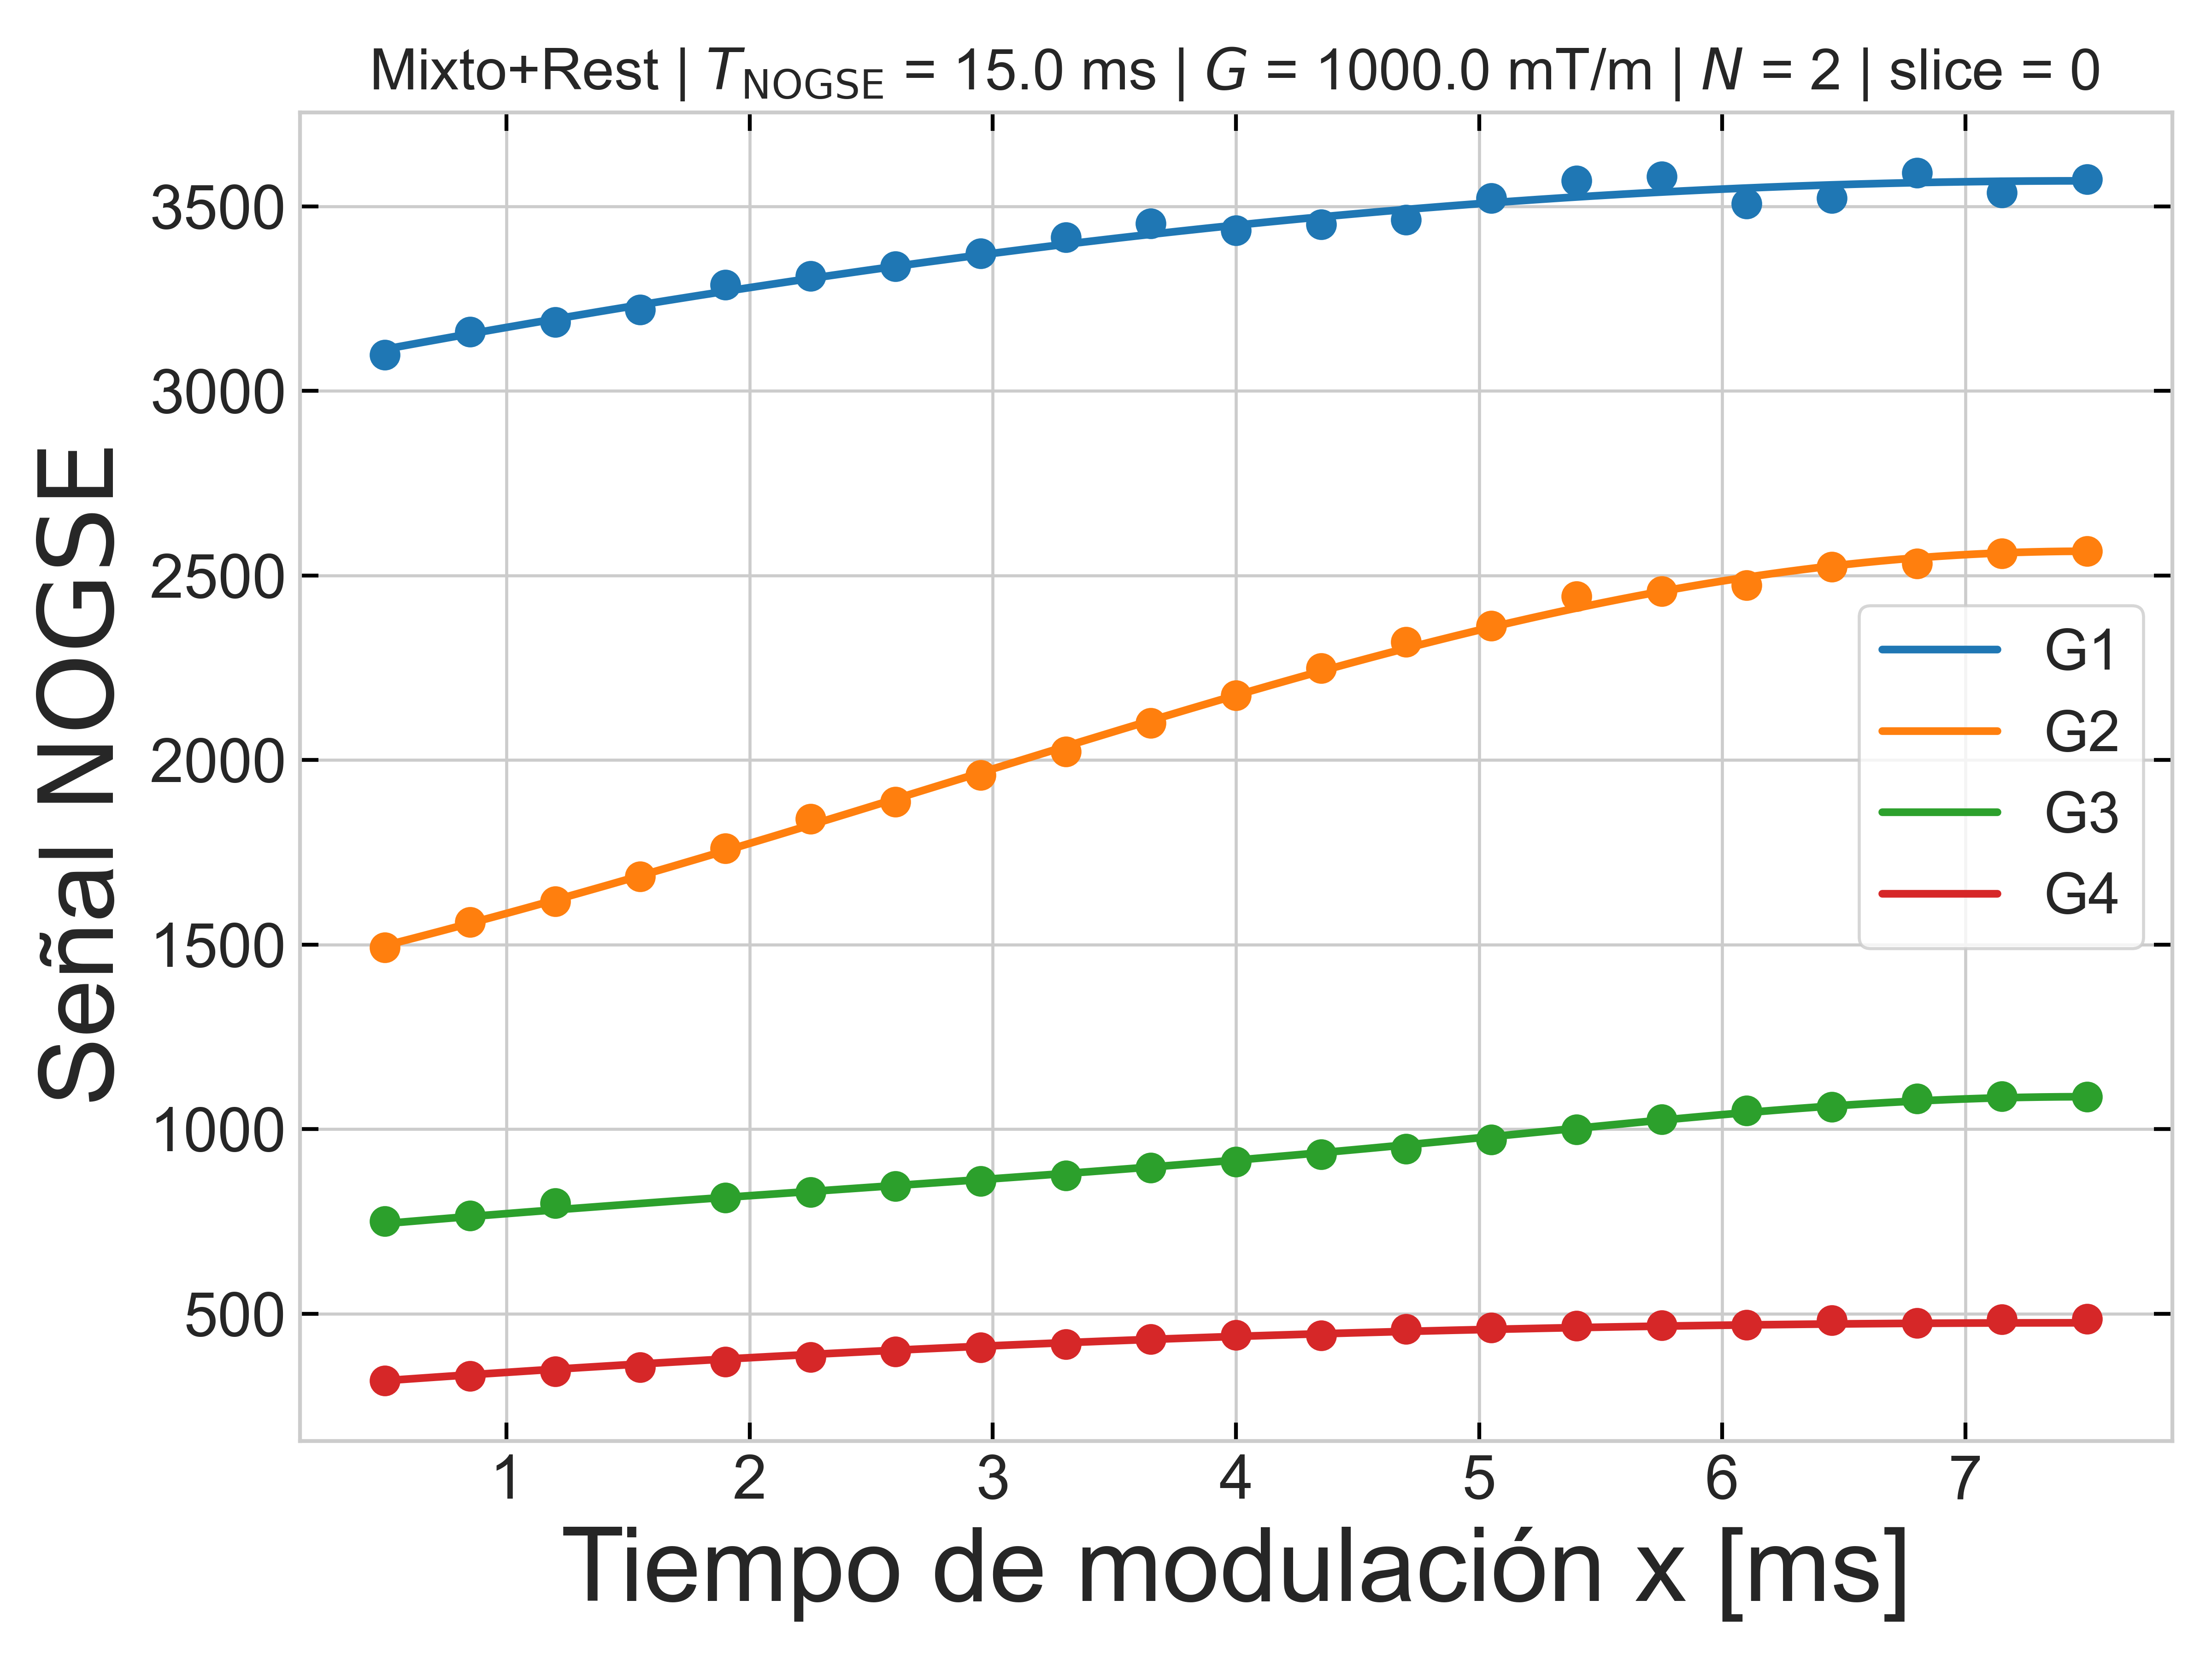 Mixto+Rest | T_NOGSE = 15.0 ms | G = 1000.0 mT/m | N = 2 | slice = 0
Señal NOGSE
3500
3000
2500
2000
1500
1000
500
G1
G2
G3
G4
1 2 3 4 5 6 7
Tiempo de modulación x [ms]